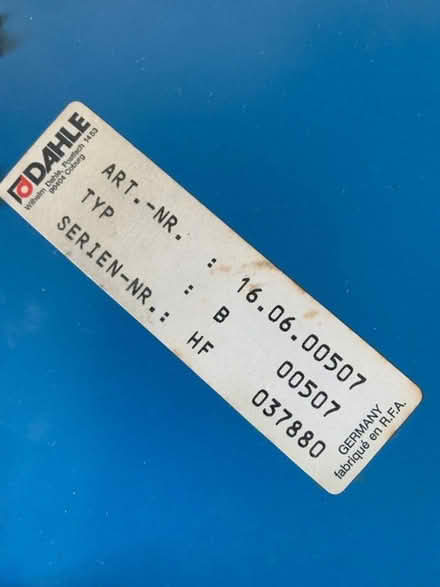 DAHLE
Wilhelm Dahle, Postfach 1453
96404 Coburg
ART.-NR. : 16.06.00507
TYP : B 00507
SERIEN-NR.: HF 037880
GERMANY
fabriqué en R.F.A.